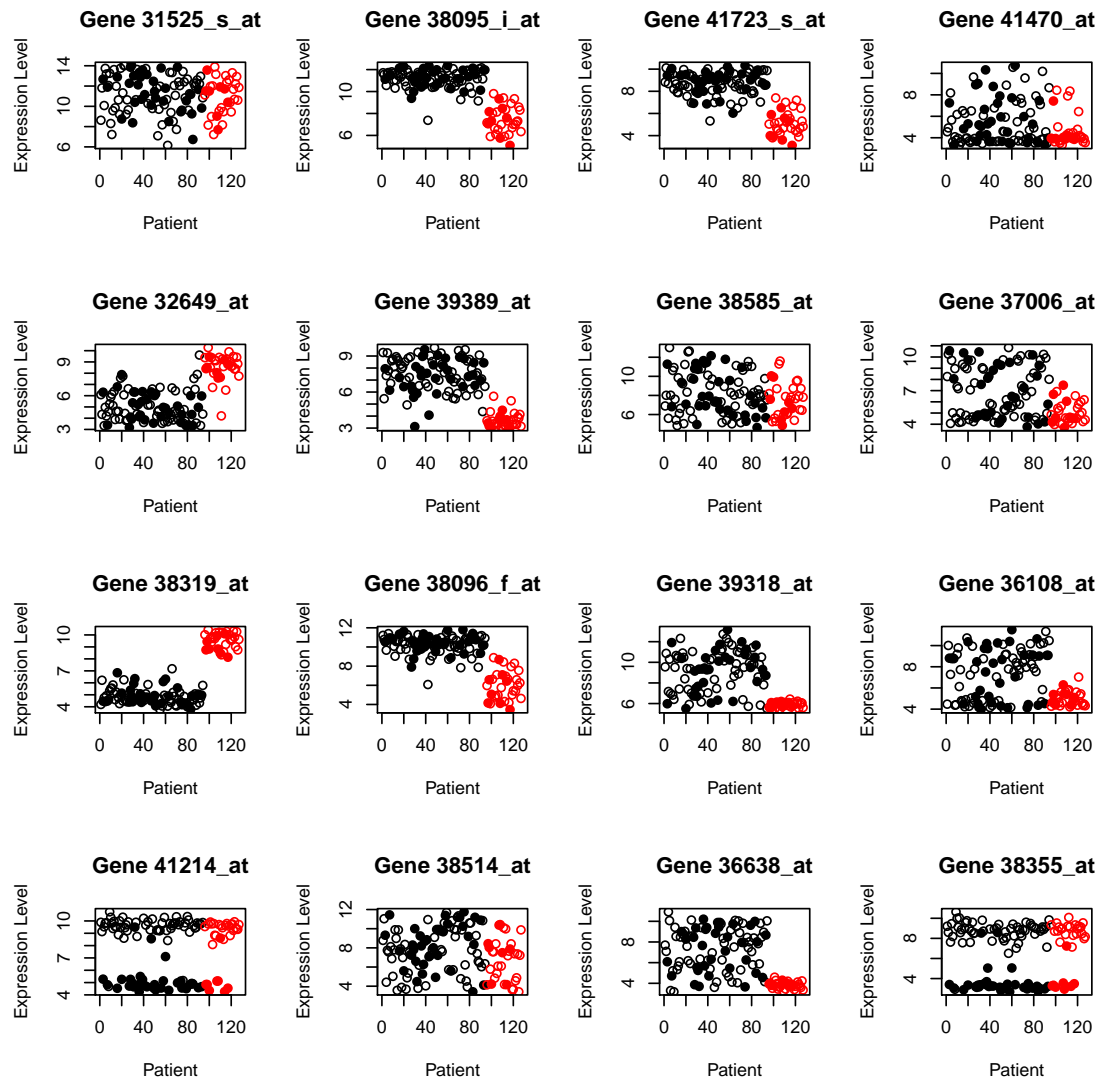 Gene 31525_s_at
Expression Level
14
10
8
6
0 40 80 120
Patient
Gene 38095_i_at
Expression Level
10
6
0 40 80 120
Patient
Gene 41723_s_at
Expression Level
8
4
0 40 80 120
Patient
Gene 41470_at
Expression Level
8
4
0 40 80 120
Patient
Gene 32649_at
Expression Level
9
6
3
0 40 80 120
Patient
Gene 39389_at
Expression Level
9
6
3
0 40 80 120
Patient
Gene 38585_at
Expression Level
10
6
0 40 80 120
Patient
Gene 37006_at
Expression Level
10
7
4
0 40 80 120
Patient
Gene 38319_at
Expression Level
10
7
4
0 40 80 120
Patient
Gene 38096_f_at
Expression Level
12
8
4
0 40 80 120
Patient
Gene 39318_at
Expression Level
10
6
0 40 80 120
Patient
Gene 36108_at
Expression Level
8
4
0 40 80 120
Patient
Gene 41214_at
Expression Level
10
7
4
0 40 80 120
Patient
Gene 38514_at
Expression Level
12
8
4
0 40 80 120
Patient
Gene 36638_at
Expression Level
8
4
0 40 80 120
Patient
Gene 38355_at
Expression Level
8
4
0 40 80 120
Patient